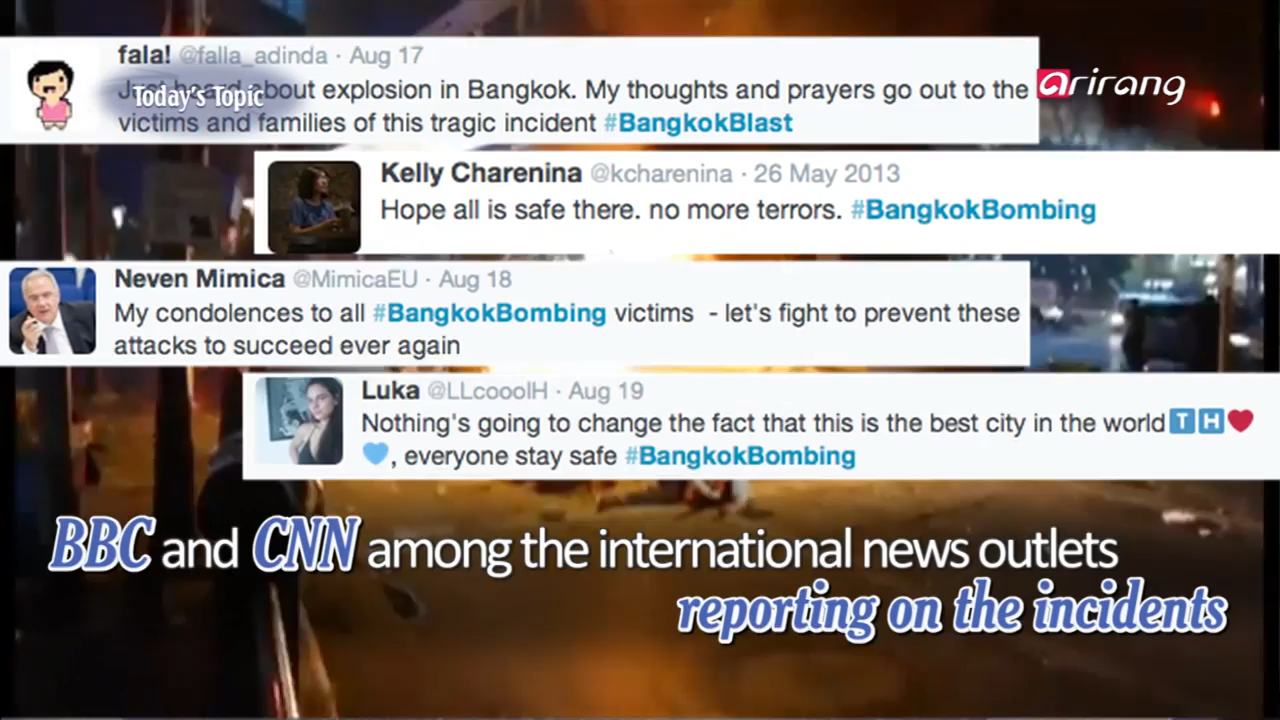 fala! @falla_adinda · Aug 17
Today's Topic
Just heard about explosion in Bangkok. My thoughts and prayers go out to the
victims and families of this tragic incident #BangkokBlast
arirang
Kelly Charenina @kcharenina · 26 May 2013
Hope all is safe there. no more terrors. #BangkokBombing
Neven Mimica @MimicaEU · Aug 18
My condolences to all #BangkokBombing victims - let's fight to prevent these
attacks to succeed ever again
Luka @LLcooolH · Aug 19
Nothing's going to change the fact that this is the best city in the world🇹🇭❤️
💙, everyone stay safe #BangkokBombing
BBC and CNN among the international news outlets
reporting on the incidents